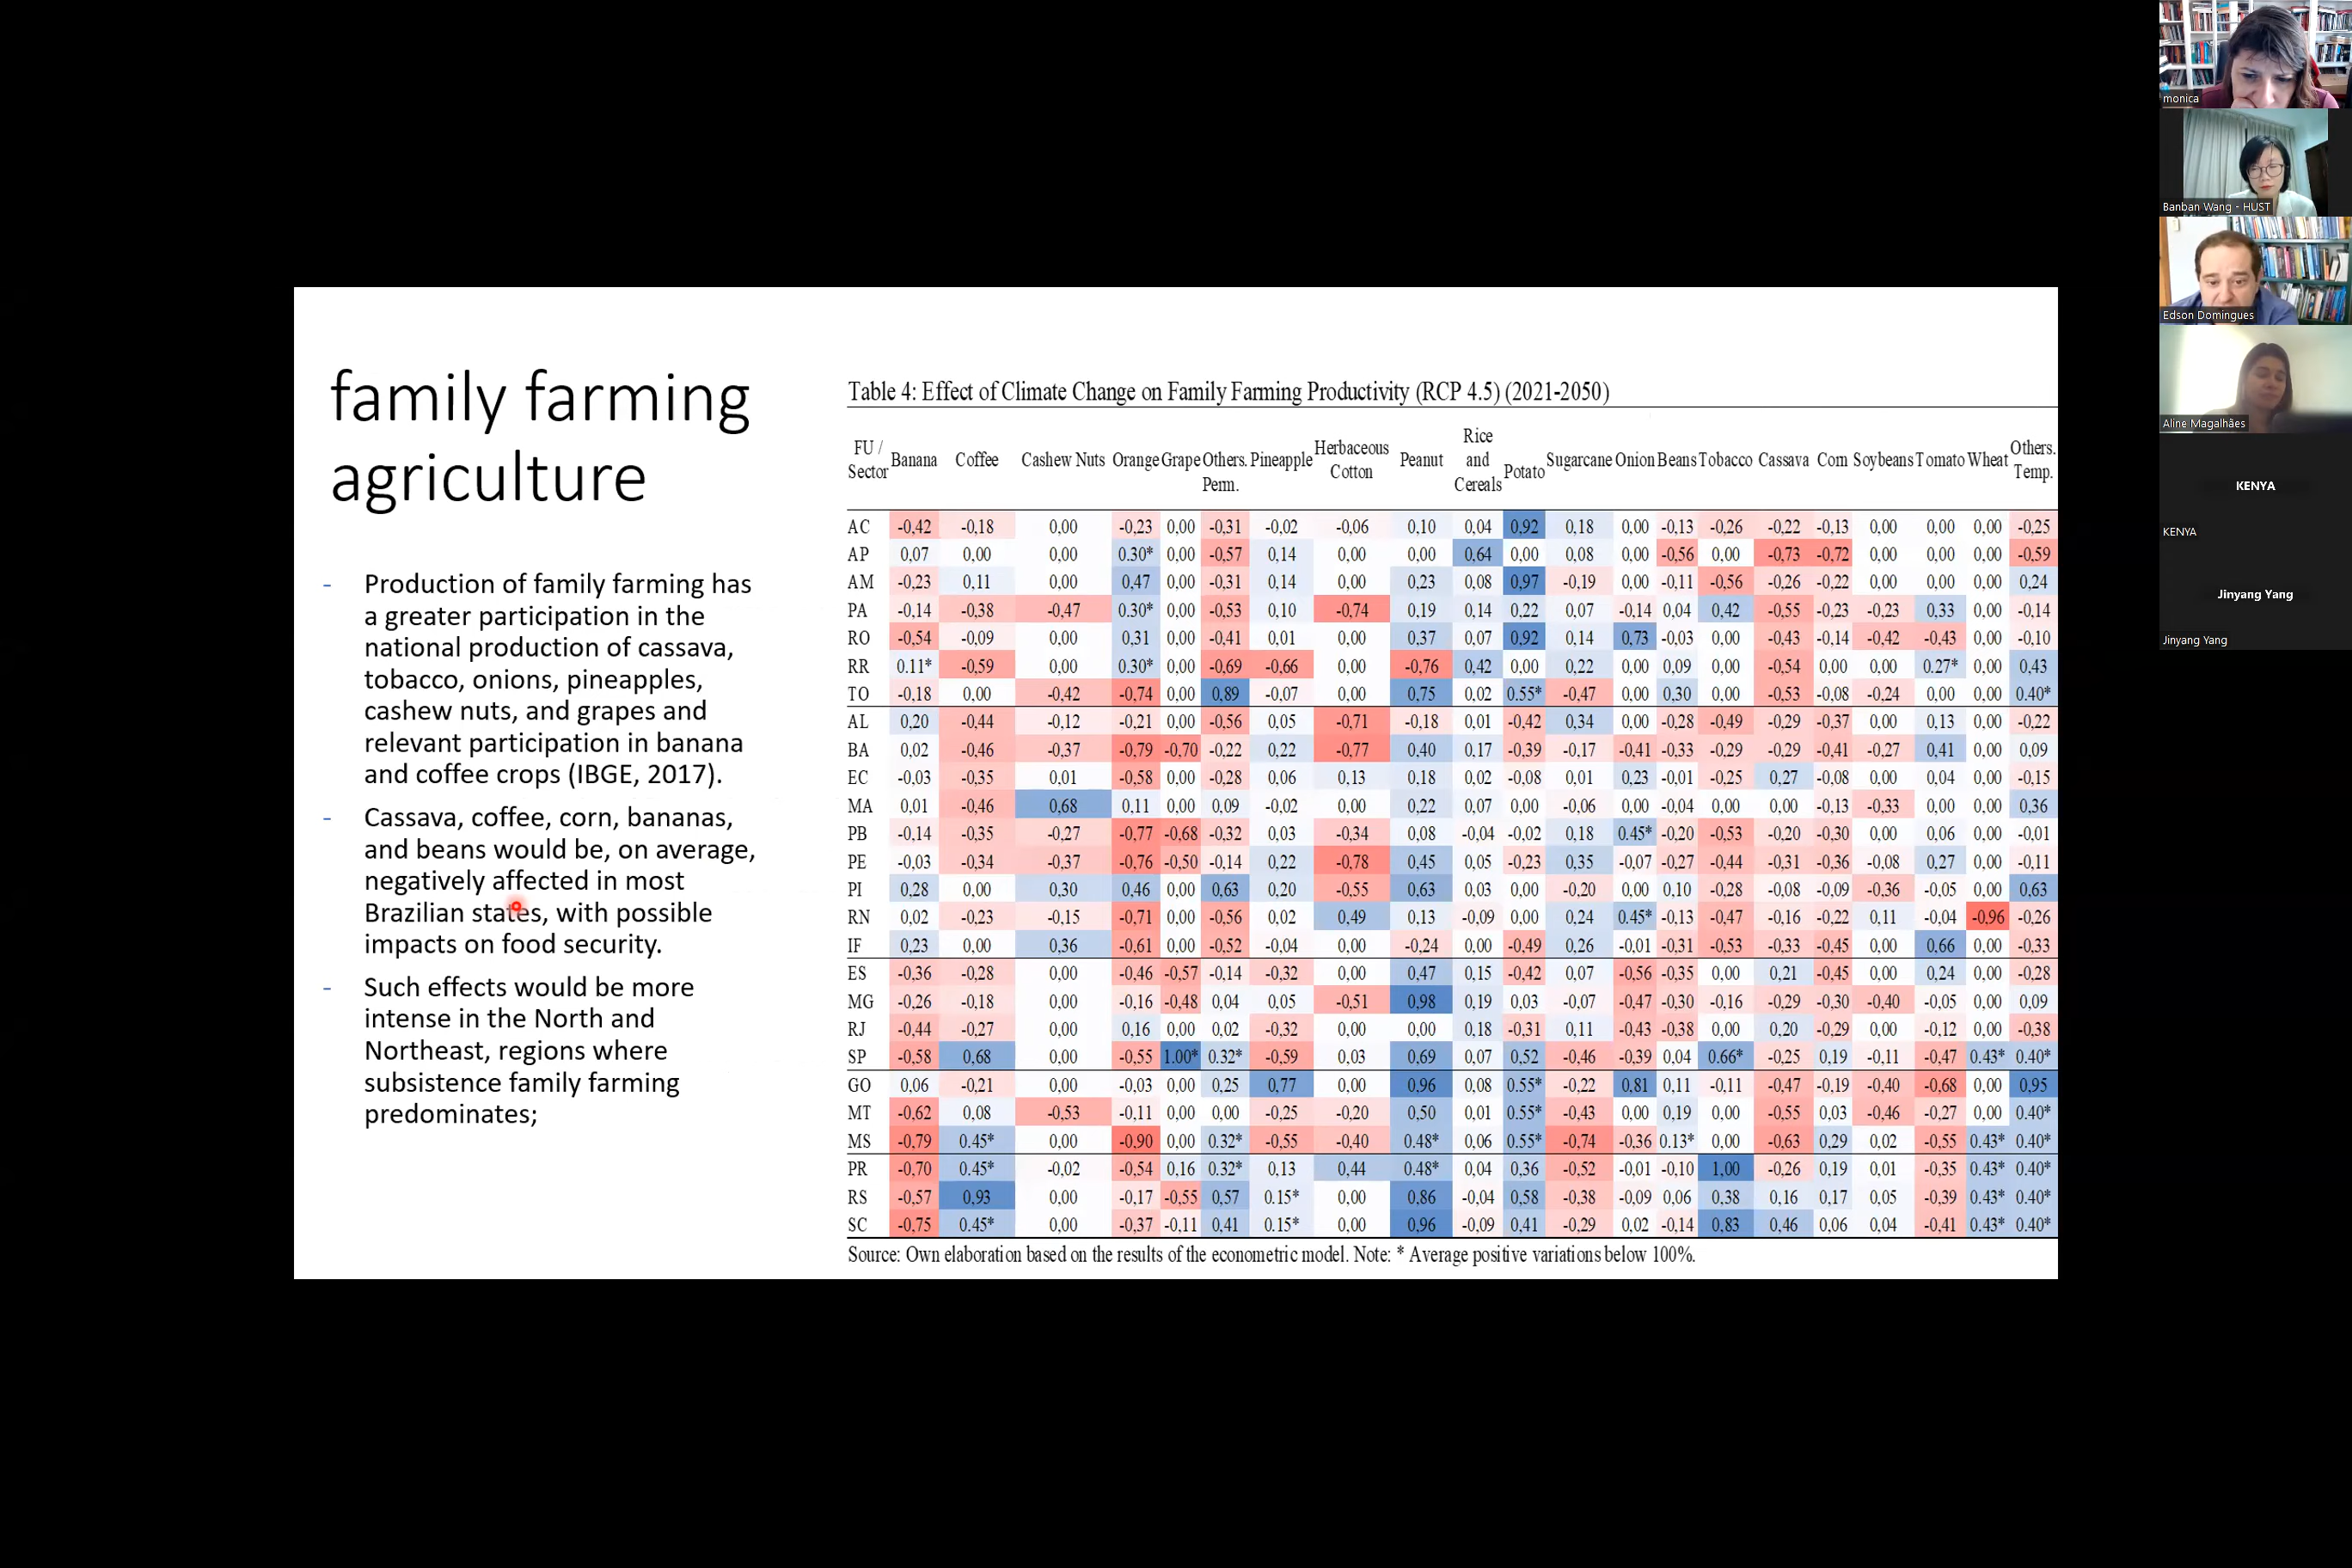 family farming
agriculture
- Production of family farming has
a greater participation in the
national production of cassava,
tobacco, onions, pineapples,
cashew nuts, and grapes and
relevant participation in banana
and coffee crops (IBGE, 2017).
- Cassava, coffee, corn, bananas,
and beans would be, on average,
negatively affected in most
Brazilian states, with possible
impacts on food security.
- Such effects would be more
intense in the North and
Northeast, regions where
subsistence family farming
predominates;
Table 4: Effect of Climate Change on Family Farming Productivity (RCP 4.5) (2021-2050)
FU / Sector Banana Coffee Cashew Nuts Orange Grape Others. Perm. Pineapple Herbaceous Cotton Peanut Rice and Cereals Potato Sugarcane Onion Beans Tobacco Cassava Corn Soybeans Tomato Wheat Others. Temp.
AC -0,42 -0,18 0,00 -0,23 0,00 -0,31 -0,02 -0,06 0,10 0,04 0,92 0,18 0,00 -0,13 -0,26 -0,22 -0,13 0,00 0,00 0,00 -0,25
AP 0,07 0,00 0,00 0.30* 0,00 -0,57 0,14 0,00 0,00 0,64 0,00 0,08 0,00 -0,56 0,00 -0,73 -0,72 0,00 0,00 0,00 -0,59
AM -0,23 0,11 0,00 0,47 0,00 -0,31 0,14 0,00 0,23 0,08 0,97 -0,19 0,00 -0,11 -0,56 -0,26 -0,22 0,00 0,00 0,00 0,24
PA -0,14 -0,38 -0,47 0.30* 0,00 -0,53 0,10 -0,74 0,19 0,14 0,22 0,07 -0,14 0,04 0,42 -0,55 -0,23 -0,23 0,33 0,00 -0,14
RO -0,54 -0,09 0,00 0,31 0,00 -0,41 0,01 0,00 0,37 0,07 0,92 0,14 0,73 -0,03 0,00 -0,43 -0,14 -0,42 -0,43 0,00 -0,10
RR 0.11* -0,59 0,00 0.30* 0,00 -0,69 -0,66 0,00 -0,76 0,42 0,00 0,22 0,00 0,09 0,00 -0,54 0,00 0,00 0.27* 0,00 0,43
TO -0,18 0,00 -0,42 -0,74 0,00 0,89 -0,07 0,00 0,75 0,02 0.55* -0,47 0,00 0,30 0,00 -0,53 -0,08 -0,24 0,00 0,00 0.40*
AL 0,20 -0,44 -0,12 -0,21 0,00 -0,56 0,05 -0,71 -0,18 0,01 -0,42 0,34 0,00 -0,28 -0,49 -0,29 -0,37 0,00 0,13 0,00 -0,22
BA 0,02 -0,46 -0,37 -0,79 -0,70 -0,22 0,22 -0,77 0,40 0,17 -0,39 -0,17 -0,41 -0,33 -0,29 -0,29 -0,41 -0,27 0,41 0,00 0,09
EC -0,03 -0,35 0,01 -0,58 0,00 -0,28 0,06 0,13 0,18 0,02 -0,08 0,01 0,23 -0,01 -0,25 0,27 -0,08 0,00 0,04 0,00 -0,15
MA 0,01 -0,46 0,68 0,11 0,00 0,09 -0,02 0,00 0,22 0,07 0,00 -0,06 0,00 -0,04 0,00 0,00 -0,13 -0,33 0,00 0,00 0,36
PB -0,14 -0,35 -0,27 -0,77 -0,68 -0,32 0,03 -0,34 0,08 -0,04 -0,02 0,18 0.45* -0,20 -0,53 -0,20 -0,30 0,00 0,06 0,00 -0,01
PE -0,03 -0,34 -0,37 -0,76 -0,50 -0,14 0,22 -0,78 0,45 0,05 -0,23 0,35 -0,07 -0,27 -0,44 -0,31 -0,36 -0,08 0,27 0,00 -0,11
PI 0,28 0,00 0,30 0,46 0,00 0,63 0,20 -0,55 0,63 0,03 0,00 -0,20 0,00 0,10 -0,28 -0,08 -0,09 -0,36 -0,05 0,00 0,63
RN 0,02 -0,23 -0,15 -0,71 0,00 -0,56 0,02 0,49 0,13 -0,09 0,00 0,24 0.45* -0,13 -0,47 -0,16 -0,22 0,11 -0,04 -0,96 -0,26
IF 0,23 0,00 0,36 -0,61 0,00 -0,52 -0,04 0,00 -0,24 0,00 -0,49 0,26 -0,01 -0,31 -0,53 -0,33 -0,45 0,00 0,66 0,00 -0,33
ES -0,36 -0,28 0,00 -0,46 -0,57 -0,14 -0,32 0,00 0,47 0,15 -0,42 0,07 -0,56 -0,35 0,00 0,21 -0,45 0,00 0,24 0,00 -0,28
MG -0,26 -0,18 0,00 -0,16 -0,48 0,04 0,05 -0,51 0,98 0,19 0,03 -0,07 -0,47 -0,30 -0,16 -0,29 -0,30 -0,40 -0,05 0,00 0,09
RJ -0,44 -0,27 0,00 0,16 0,00 0,02 -0,32 0,00 0,00 0,18 -0,31 0,11 -0,43 -0,38 0,00 0,20 -0,29 0,00 -0,12 0,00 -0,38
SP -0,58 0,68 0,00 -0,55 1.00* 0.32* -0,59 0,03 0,69 0,07 0,52 -0,46 -0,39 0,04 0.66* -0,25 0,19 -0,11 -0,47 0.43* 0.40*
GO 0,06 -0,21 0,00 -0,03 0,00 0,25 0,77 0,00 0,96 0,08 0.55* -0,22 0,81 0,11 -0,11 -0,47 -0,19 -0,40 -0,68 0,00 0,95
MT -0,62 0,08 -0,53 -0,11 0,00 0,00 -0,25 -0,20 0,50 0,01 0.55* -0,43 0,00 0,19 0,00 -0,55 0,03 -0,46 -0,27 0,00 0.40*
MS -0,79 0.45* 0,00 -0,90 0,00 0.32* -0,55 -0,40 0.48* 0,06 0.55* -0,74 -0,36 0.13* 0,00 -0,63 0,29 0,02 -0,55 0.43* 0.40*
PR -0,70 0.45* -0,02 -0,54 0,16 0.32* 0,13 0,44 0.48* 0,04 0,36 -0,52 -0,01 -0,10 1,00 -0,26 0,19 0,01 -0,35 0.43* 0.40*
RS -0,57 0,93 0,00 -0,17 -0,55 0,57 0.15* 0,00 0,86 -0,04 0,58 -0,38 -0,09 0,06 0,38 0,16 0,17 0,05 -0,39 0.43* 0.40*
SC -0,75 0.45* 0,00 -0,37 -0,11 0,41 0.15* 0,00 0,96 -0,09 0,41 -0,29 0,02 -0,14 0,83 0,46 0,06 0,04 -0,41 0.43* 0.40*
Source: Own elaboration based on the results of the econometric model. Note: * Average positive variations below 100%.
monica
Banban Wang - HUST
Edson Domingues
Aline Magalhães
KENYA
KENYA
Jinyang Yang
Jinyang Yang